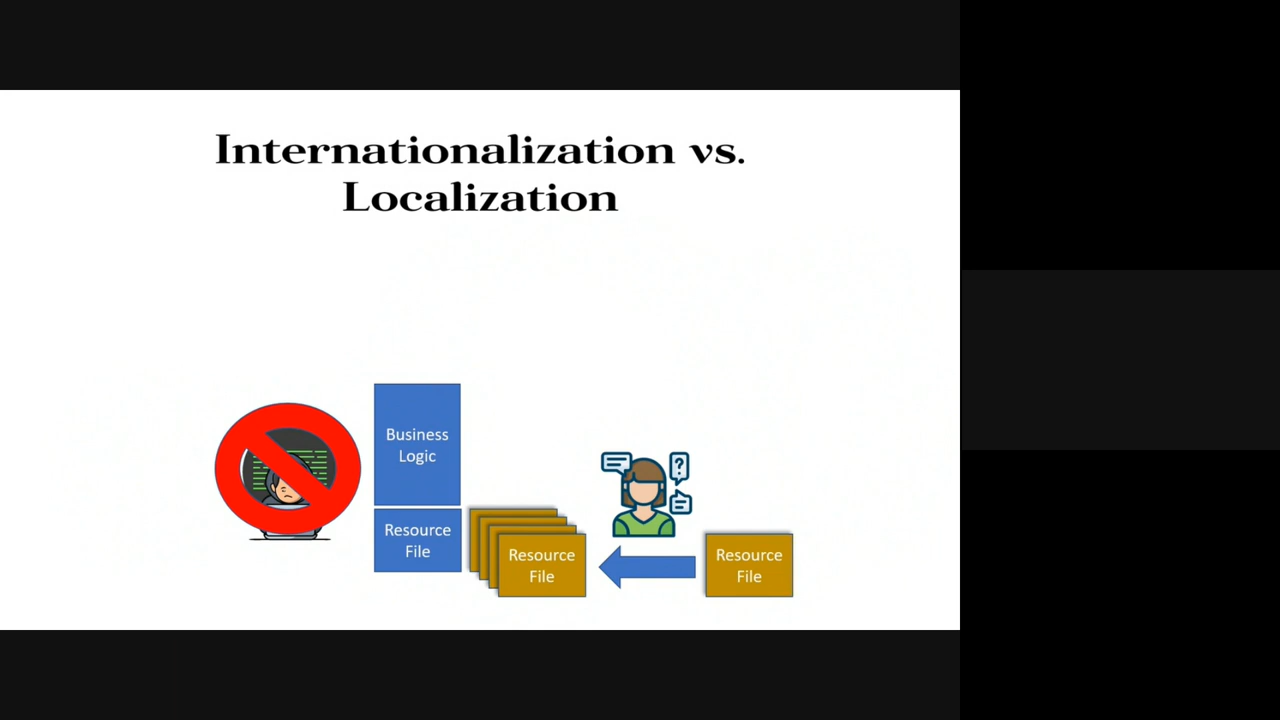 Internationalization vs.
Localization
Business
Logic
Resource
File
Resource
File
?
Resource
File